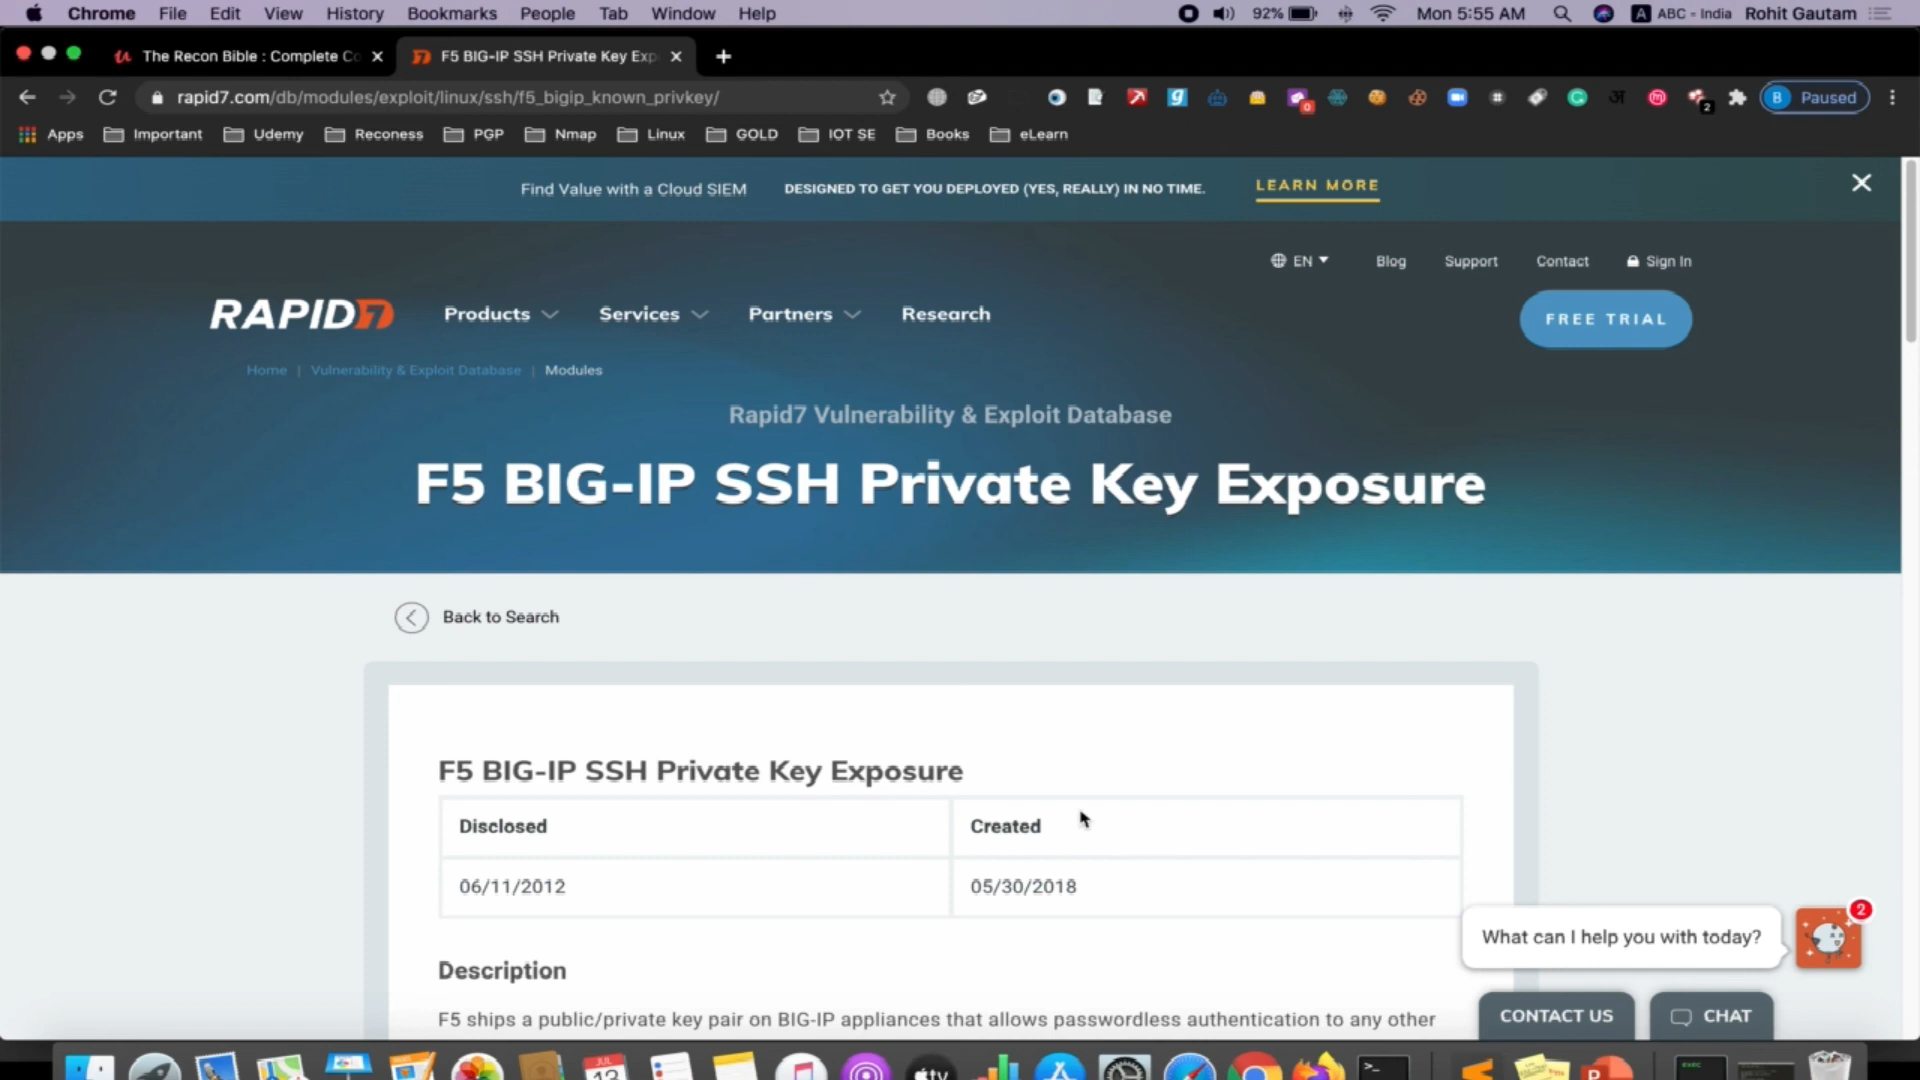 Chrome File Edit View History Bookmarks People Tab Window Help 92% Mon 5:55 AM A ABC - India Rohit Gautam
The Recon Bible : Complete Co F5 BIG-IP SSH Private Key Exp
rapid7.com/db/modules/exploit/linux/ssh/f5_bigip_known_privkey/ B Paused
Apps Important Udemy Reconess PGP Nmap Linux GOLD IOT SE Books eLearn
Find Value with a Cloud SIEM DESIGNED TO GET YOU DEPLOYED (YES, REALLY) IN NO TIME. LEARN MORE
EN Blog Support Contact Sign In
RAPID7 Products Services Partners Research FREE TRIAL
Home | Vulnerability & Exploit Database | Modules
Rapid7 Vulnerability & Exploit Database
F5 BIG-IP SSH Private Key Exposure
Back to Search
F5 BIG-IP SSH Private Key Exposure
Disclosed Created
06/11/2012 05/30/2018
2
What can I help you with today?
Description
F5 ships a public/private key pair on BIG-IP appliances that allows passwordless authentication to any other
CONTACT US CHAT
JUL
13
tv